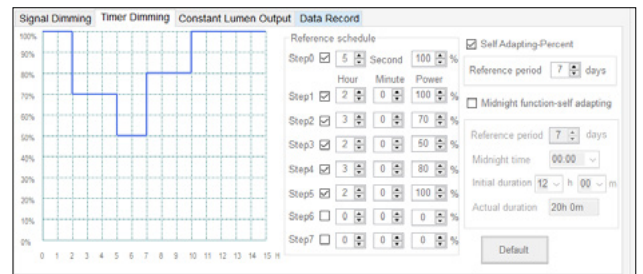 Signal Dimming Timer Dimming Constant Lumen Output Data Record
100%
90%
80%
70%
60%
50%
40%
30%
20%
10%
0%
0 1 2 3 4 5 6 7 8 9 10 11 12 13 14 15 H
Reference schedule
Step0 5 Second 100 %
Hour Minute Power
Step1 2 0 100 %
Step2 3 0 70 %
Step3 2 0 50 %
Step4 3 0 80 %
Step5 2 0 100 %
Step6 0 0 0 %
Step7 0 0 0 %
Self Adapting-Percent
Reference period 7 days
Midnight function-self adapting
Reference period 7 days
Midnight time 00:00
Initial duration 12 h 00 m
Actual duration 20h 0m
Default